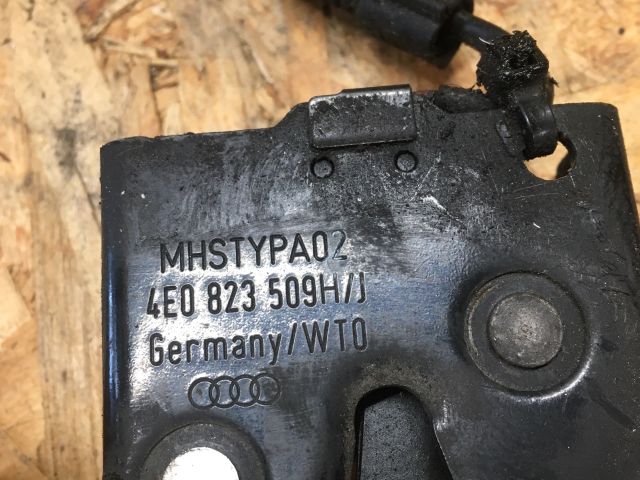 MHSTYPA02
4E0 823 509H/J
Germany/WTO